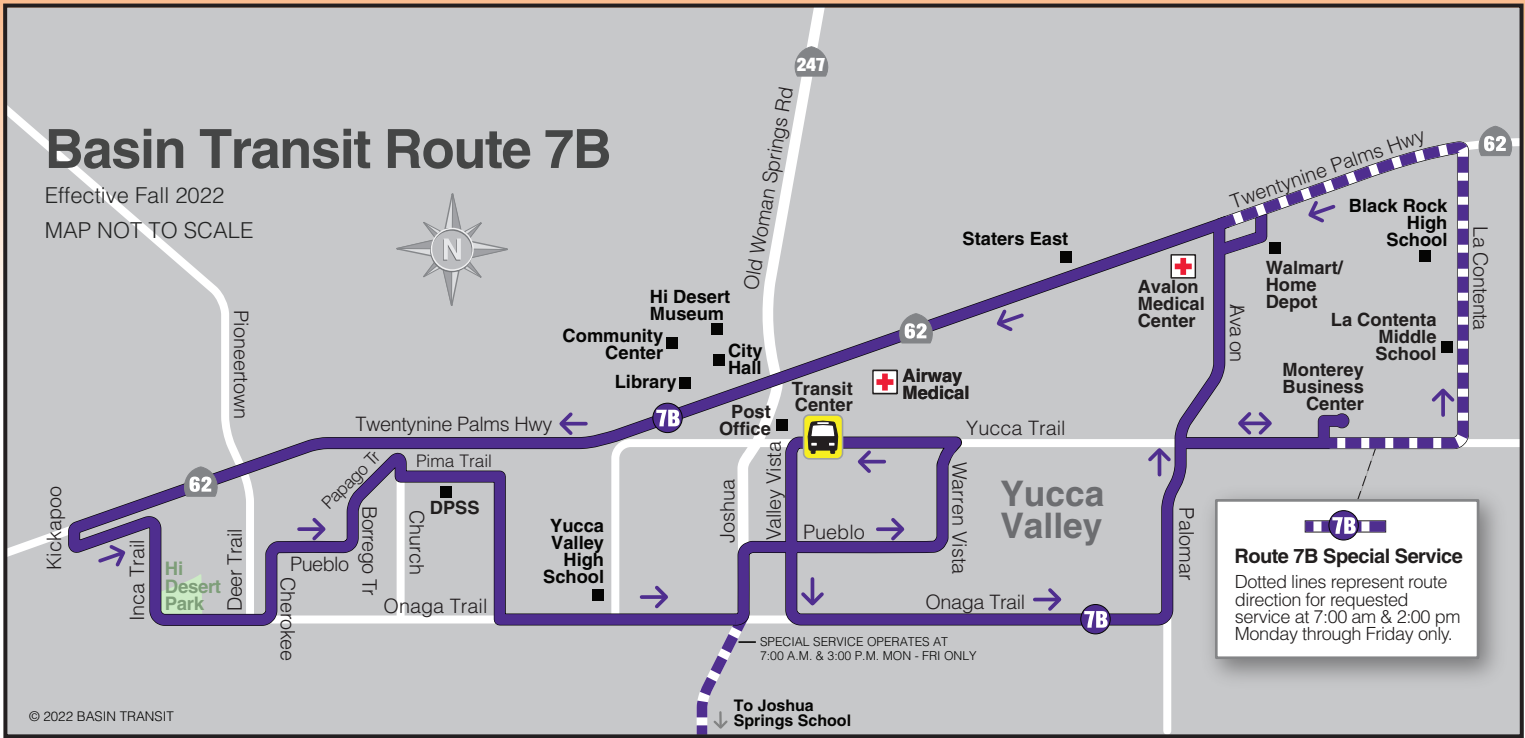 Basin Transit Route 7B
Effective Fall 2022
MAP NOT TO SCALE
N
247
Old Woman Springs Rd
Twentynine Palms Hwy
62
Black Rock
High
School
La Contenta
Staters East
Walmart/
Home
Depot
Avalon
Medical
Center
Ava on
La Contenta
Middle
School
Monterey
Business
Center
Hi Desert
Museum
Community
Center
City
Hall
Library
62
Airway
Medical
Transit
Center
Post
Office
7B
Pioneertown
Twentynine Palms Hwy
Yucca Trail
62
Kickapoo
Papago Tr
Pima Trail
DPSS
Borrego Tr
Church
Pueblo
Inca Trail
Hi
Desert
Park
Deer Trail
Cherokee
Onaga Trail
Yucca
Valley
High
School
Joshua
Valley Vista
Pueblo
Warren Vista
Yucca
Valley
Palomar
Onaga Trail
7B
7B
Route 7B Special Service
Dotted lines represent route
direction for requested
service at 7:00 am & 2:00 pm
Monday through Friday only.
SPECIAL SERVICE OPERATES AT
7:00 A.M. & 3:00 P.M. MON - FRI ONLY
To Joshua
Springs School
© 2022 BASIN TRANSIT